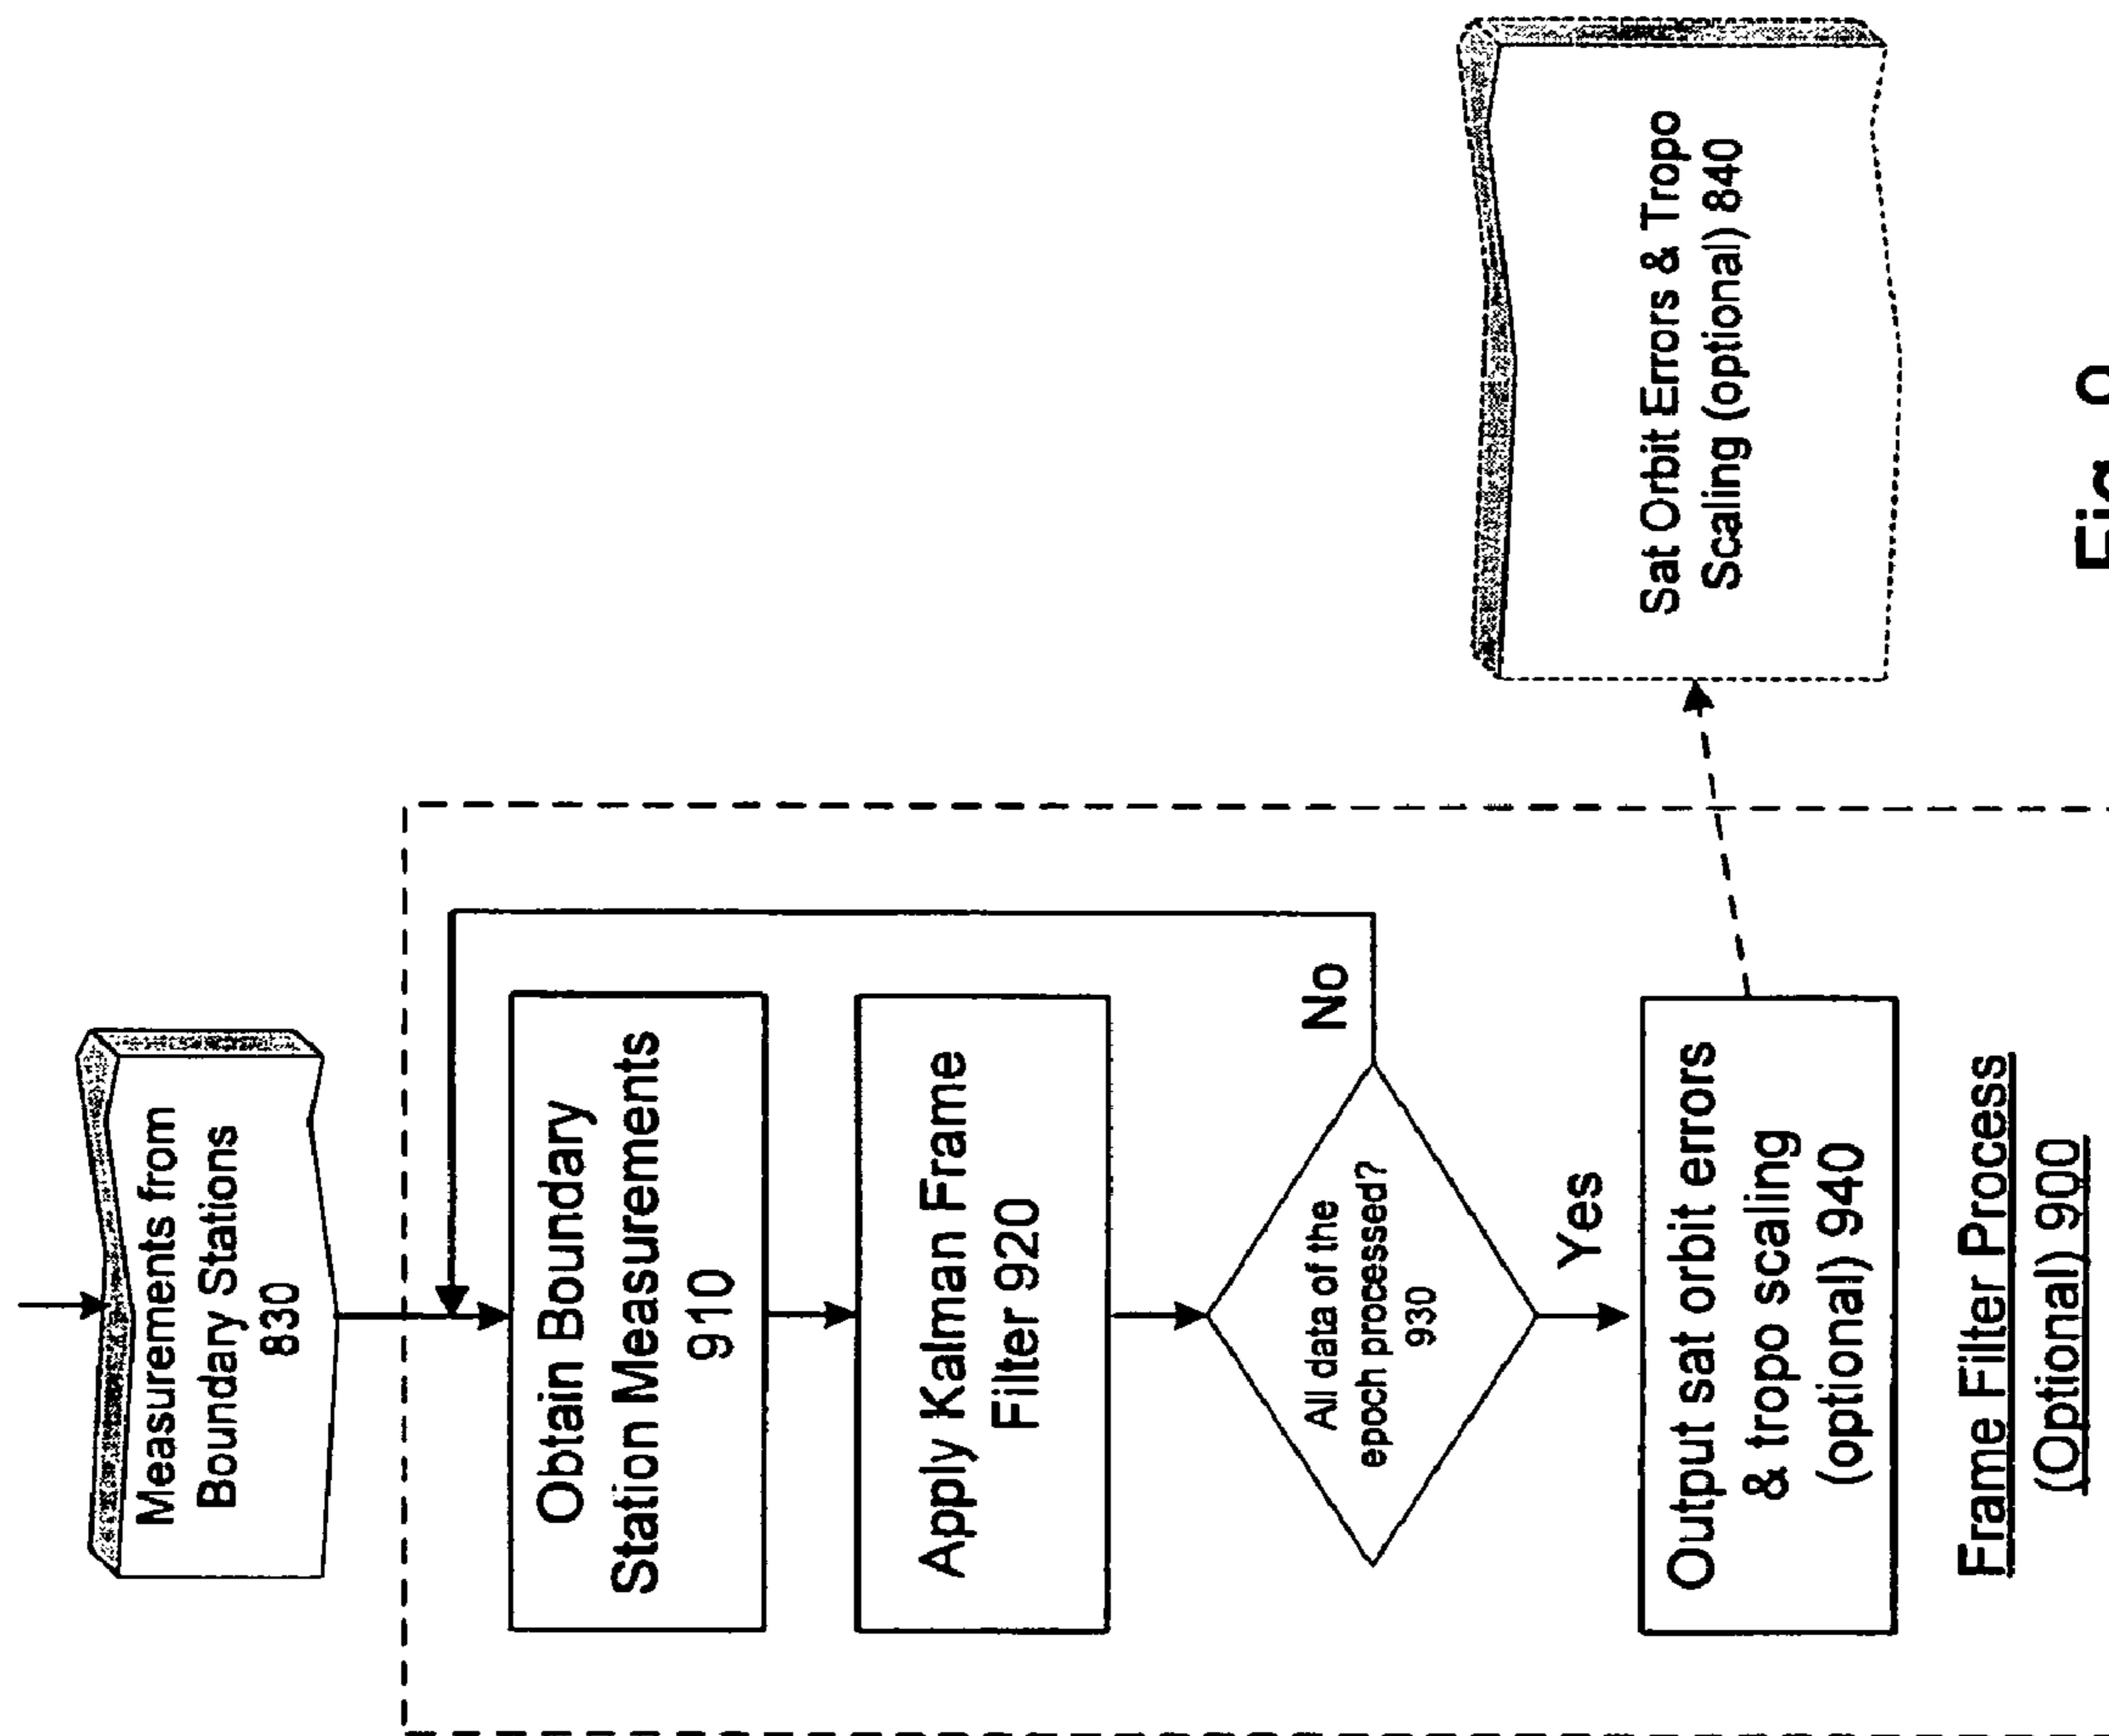 Measurements from
Boundary Stations
830
Obtain Boundary
Station Measurements
910
Apply Kalman Frame
Filter 920
All data of the
epoch processed?
930
No
Yes
Output sat orbit errors
& tropo scaling
(optional) 940
Frame Filter Process
(Optional) 900
Sat Orbit Errors & Tropo
Scaling (optional) 840